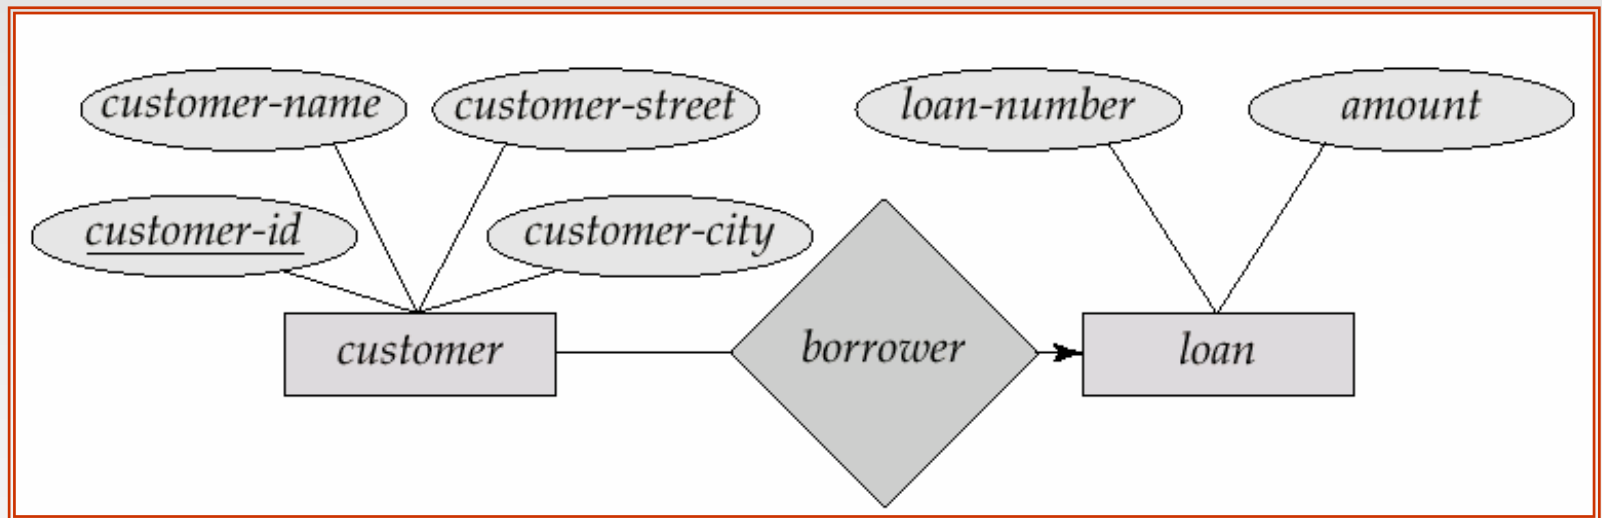 customer-name
customer-street
loan-number
amount
customer-id
customer-city
customer
borrower
loan